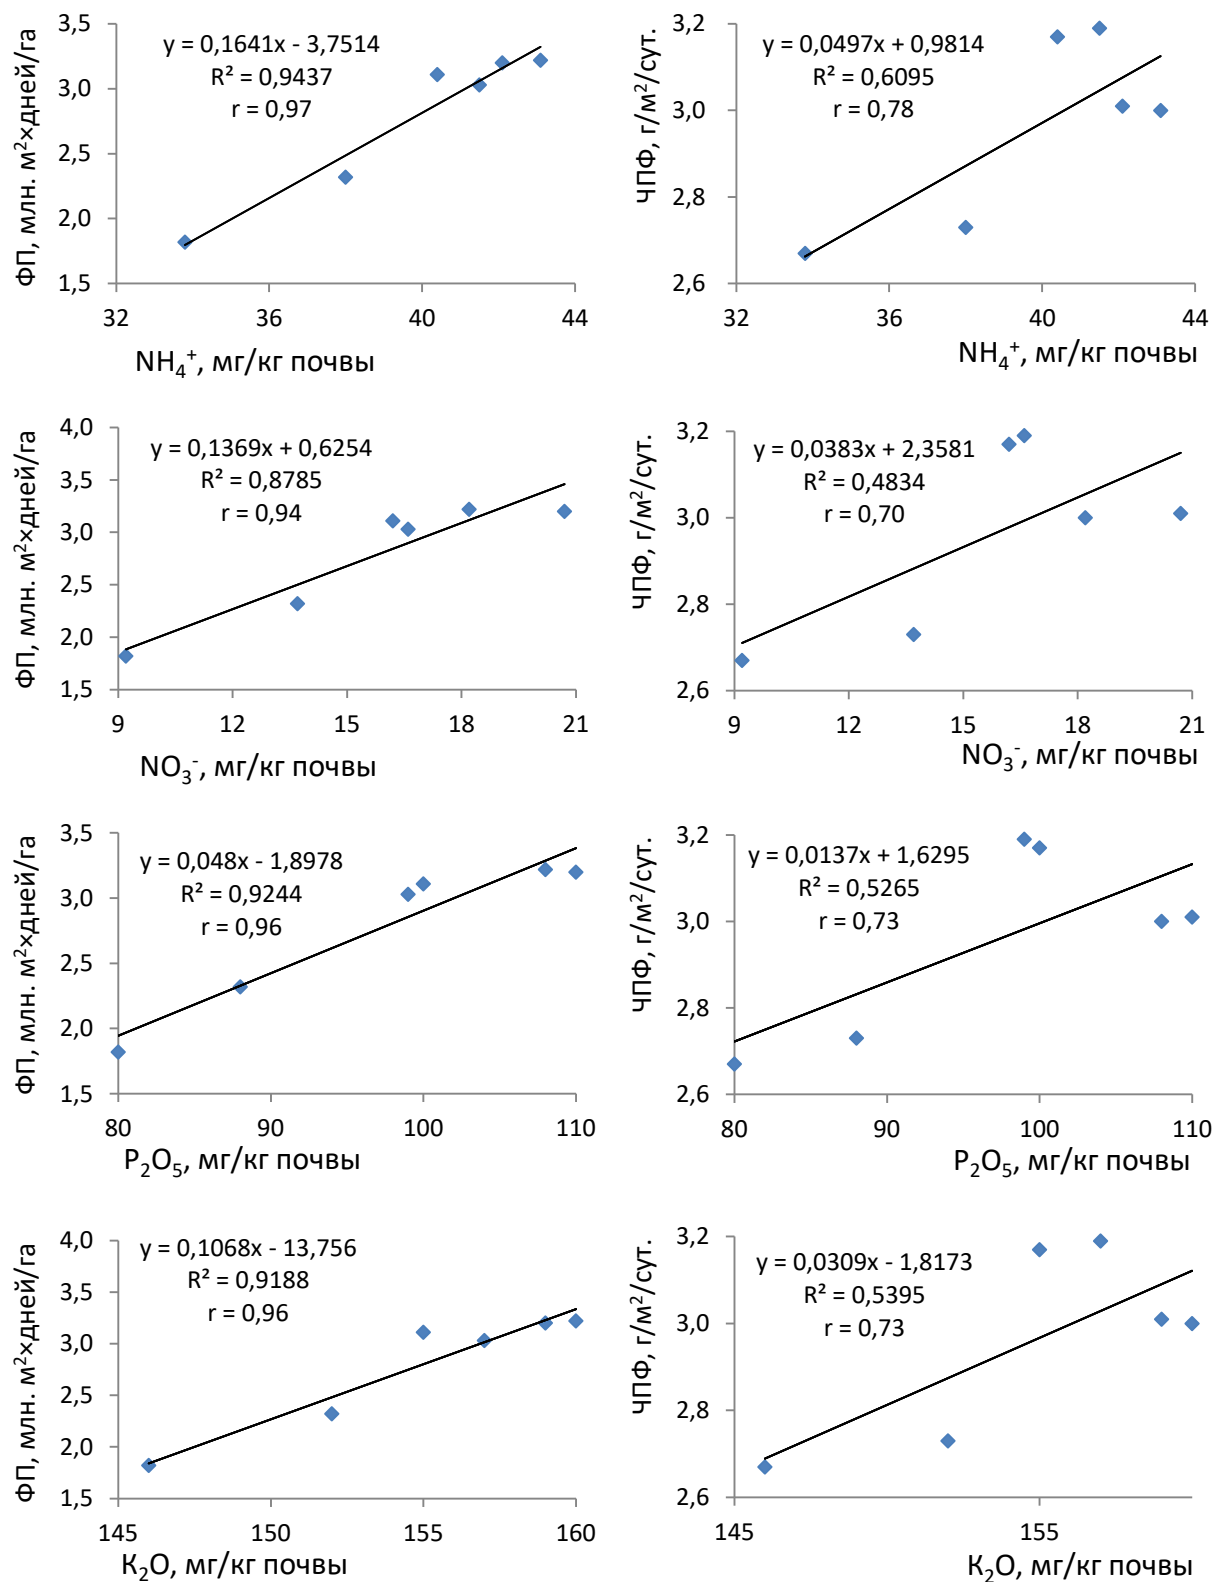 ФП, млн. м²×дней/га
3,5
3,0
2,5
2,0
1,5
y = 0,1641x - 3,7514
R² = 0,9437
r = 0,97
32 36 40 44
NH₄⁺, мг/кг почвы
ЧПФ, г/м²/сут.
3,2
3,0
2,8
2,6
y = 0,0497x + 0,9814
R² = 0,6095
r = 0,78
32 36 40 44
NH₄⁺, мг/кг почвы
ФП, млн. м²×дней/га
4,0
3,5
3,0
2,5
2,0
1,5
y = 0,1369x + 0,6254
R² = 0,8785
r = 0,94
9 12 15 18 21
NO₃⁻, мг/кг почвы
ЧПФ, г/м²/сут.
3,2
3,0
2,8
2,6
y = 0,0383x + 2,3581
R² = 0,4834
r = 0,70
9 12 15 18 21
NO₃⁻, мг/кг почвы
ФП, млн. м²×дней/га
3,5
3,0
2,5
2,0
1,5
y = 0,048x - 1,8978
R² = 0,9244
r = 0,96
80 90 100 110
P₂O₅, мг/кг почвы
ЧПФ, г/м²/сут.
3,2
3,0
2,8
2,6
y = 0,0137x + 1,6295
R² = 0,5265
r = 0,73
80 90 100 110
P₂O₅, мг/кг почвы
ФП, млн. м²×дней/га
4,0
3,5
3,0
2,5
2,0
1,5
y = 0,1068x - 13,756
R² = 0,9188
r = 0,96
145 150 155 160
K₂O, мг/кг почвы
ЧПФ, г/м²/сут.
3,2
3,0
2,8
2,6
y = 0,0309x - 1,8173
R² = 0,5395
r = 0,73
145 155
K₂O, мг/кг почвы